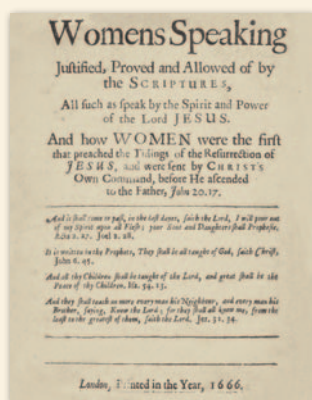 Womens Speaking
Justified, Proved and Allowed of by
the SCRIPTURES,
All such as speak by the Spirit and Power
of the Lord JESUS.
And how WOMEN were the first
that preached the Tidings of the Resurrection of
JESUS, and were sent by CHRISTS
Own Command, before He ascended
to the Father, John 20.17.
And it shall come to pass, in the last dayes, saith the Lord, I will pour out
of my Spirit upon all Flesh; your Sons and Daughters shall Prophesie,
Acts 2. 27. Joel 2. 28.
It is written in the Prophets, They shall be all taught of God, saith Christ,
John 6. 45.
And all thy Children shall be taught of the Lord, and great shall be the
Peace of thy Children. Isa. 54. 13.
And they shall teach no more every man his Neighbour, and every man his
Brother, saying, Know the Lord; for they shall all know me, from the
least to the greatest of them, saith the Lord. Jer. 31. 34.
London, Printed in the Year, 1666.